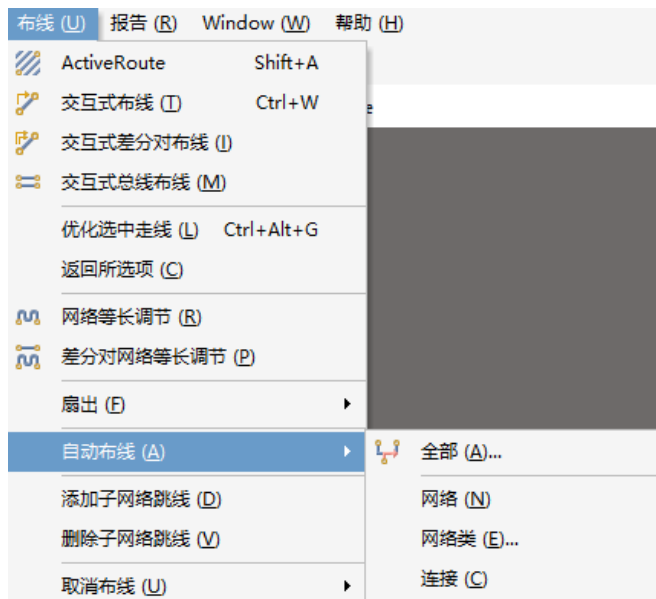 布线 (U) 报告 (R) Window (W) 帮助 (H)
ActiveRoute Shift+A
交互式布线 (T) Ctrl+W
交互式差分对布线 (I)
交互式总线布线 (M)
优化选中走线 (L) Ctrl+Alt+G
返回所选项 (C)
网络等长调节 (R)
差分对网络等长调节 (P)
扇出 (F)
自动布线 (A)
全部 (A)...
添加子网络跳线 (D)
网络 (N)
删除子网络跳线 (V)
网络类 (E)...
取消布线 (U)
连接 (C)